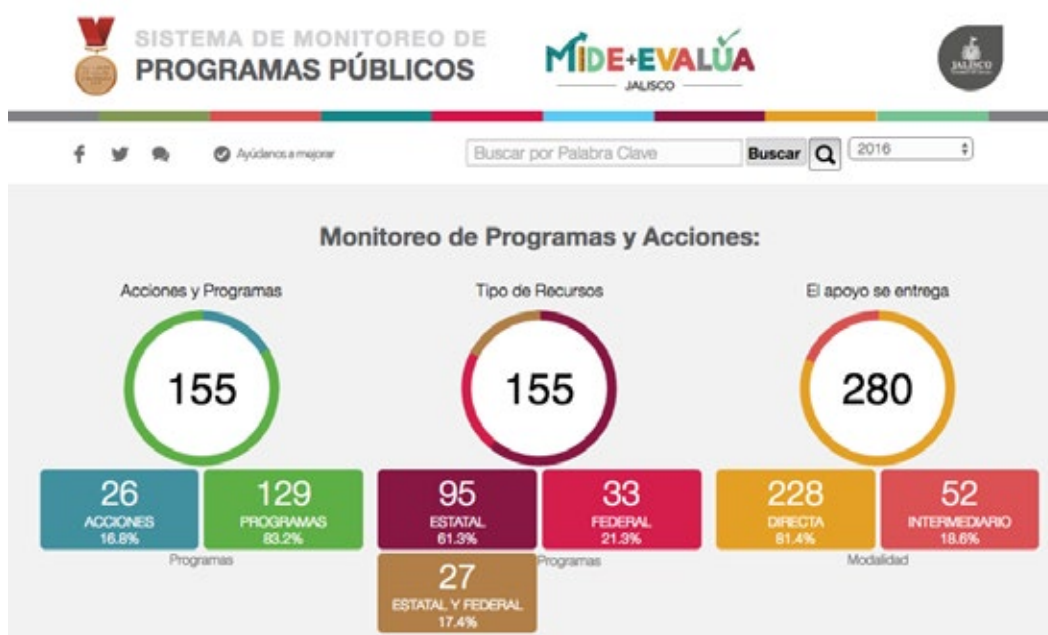 SISTEMA DE MONITOREO DE
PROGRAMAS PÚBLICOS
MIDE+EVALÚA
JALISCO
JALISCO
Ayúdanos a mejorar
Buscar por Palabra Clave
Buscar
2016
Monitoreo de Programas y Acciones:
Acciones y Programas
155
26
ACCIONES
16.8%
129
PROGRAMAS
83.2%
Programas
Tipo de Recursos
155
95
ESTATAL
61.3%
33
FEDERAL
21.3%
Programas
27
ESTATAL Y FEDERAL
17.4%
El apoyo se entrega
280
228
DIRECTA
81.4%
52
INTERMEDIARIO
18.6%
Modalidad